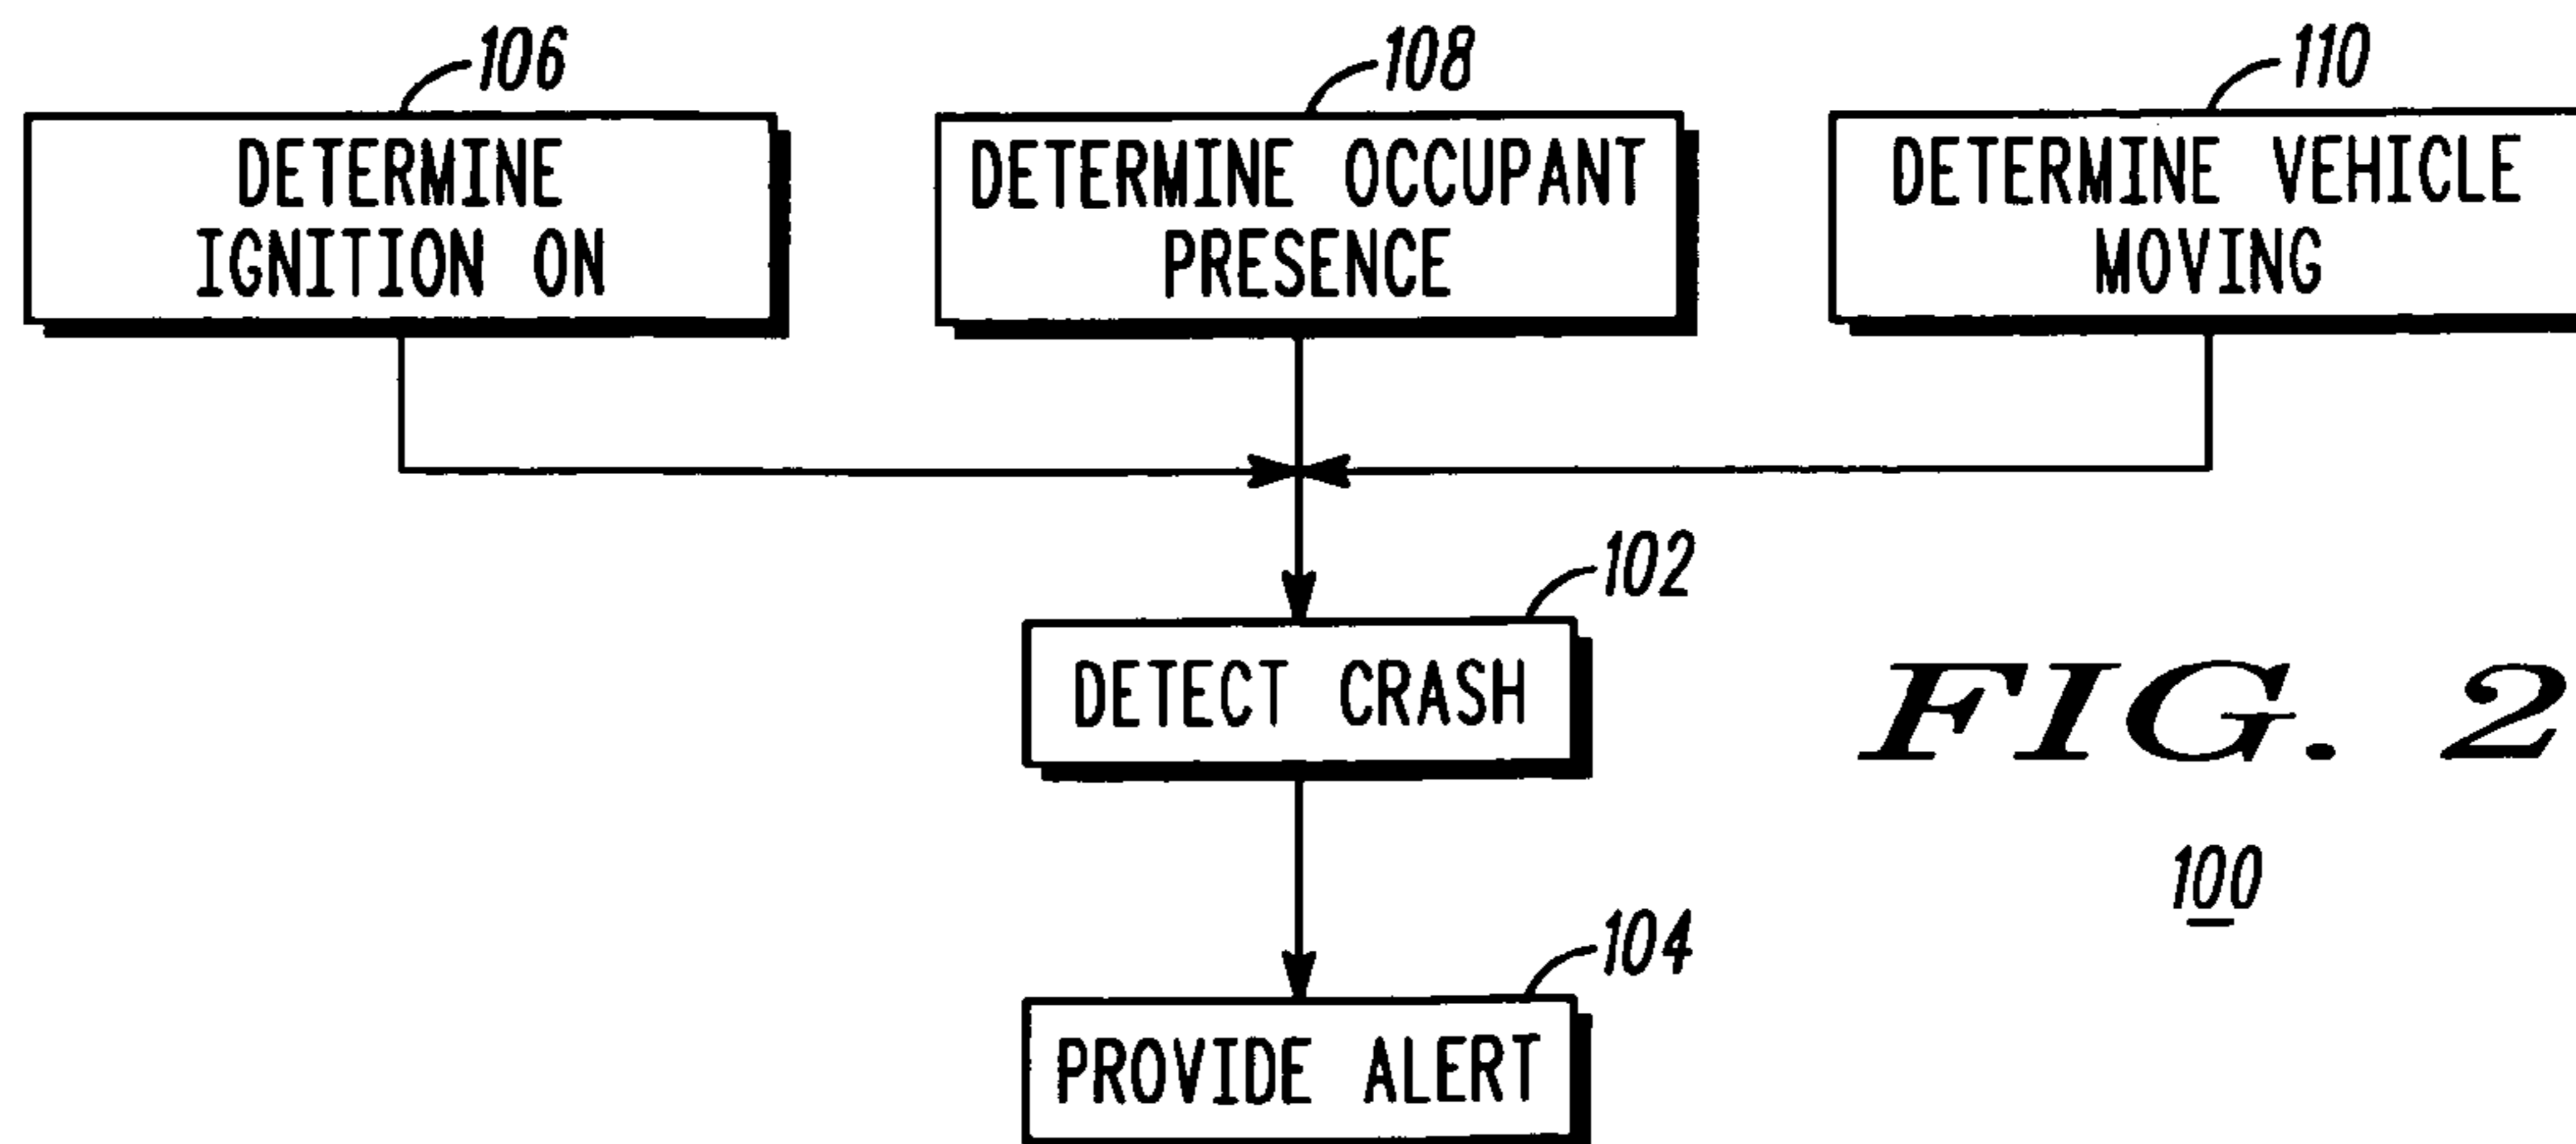 106
108
110
DETERMINE
IGNITION ON
DETERMINE OCCUPANT
PRESENCE
DETERMINE VEHICLE
MOVING
102
DETECT CRASH
FIG. 2
100
104
PROVIDE ALERT